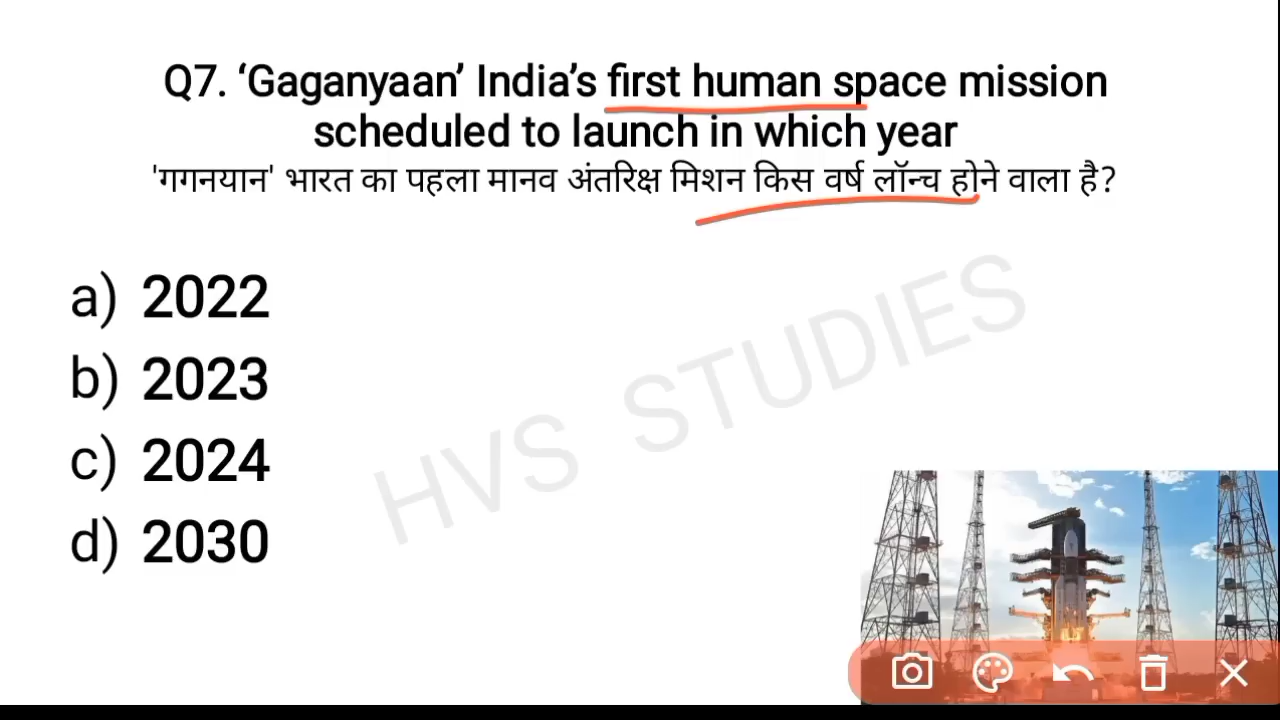 Q7. ‘Gaganyaan’ India’s first human space mission
scheduled to launch in which year
'गगनयान' भारत का पहला मानव अंतरिक्ष मिशन किस वर्ष लॉन्च होने वाला है?
a) 2022
b) 2023
c) 2024
d) 2030
HVS STUDIES